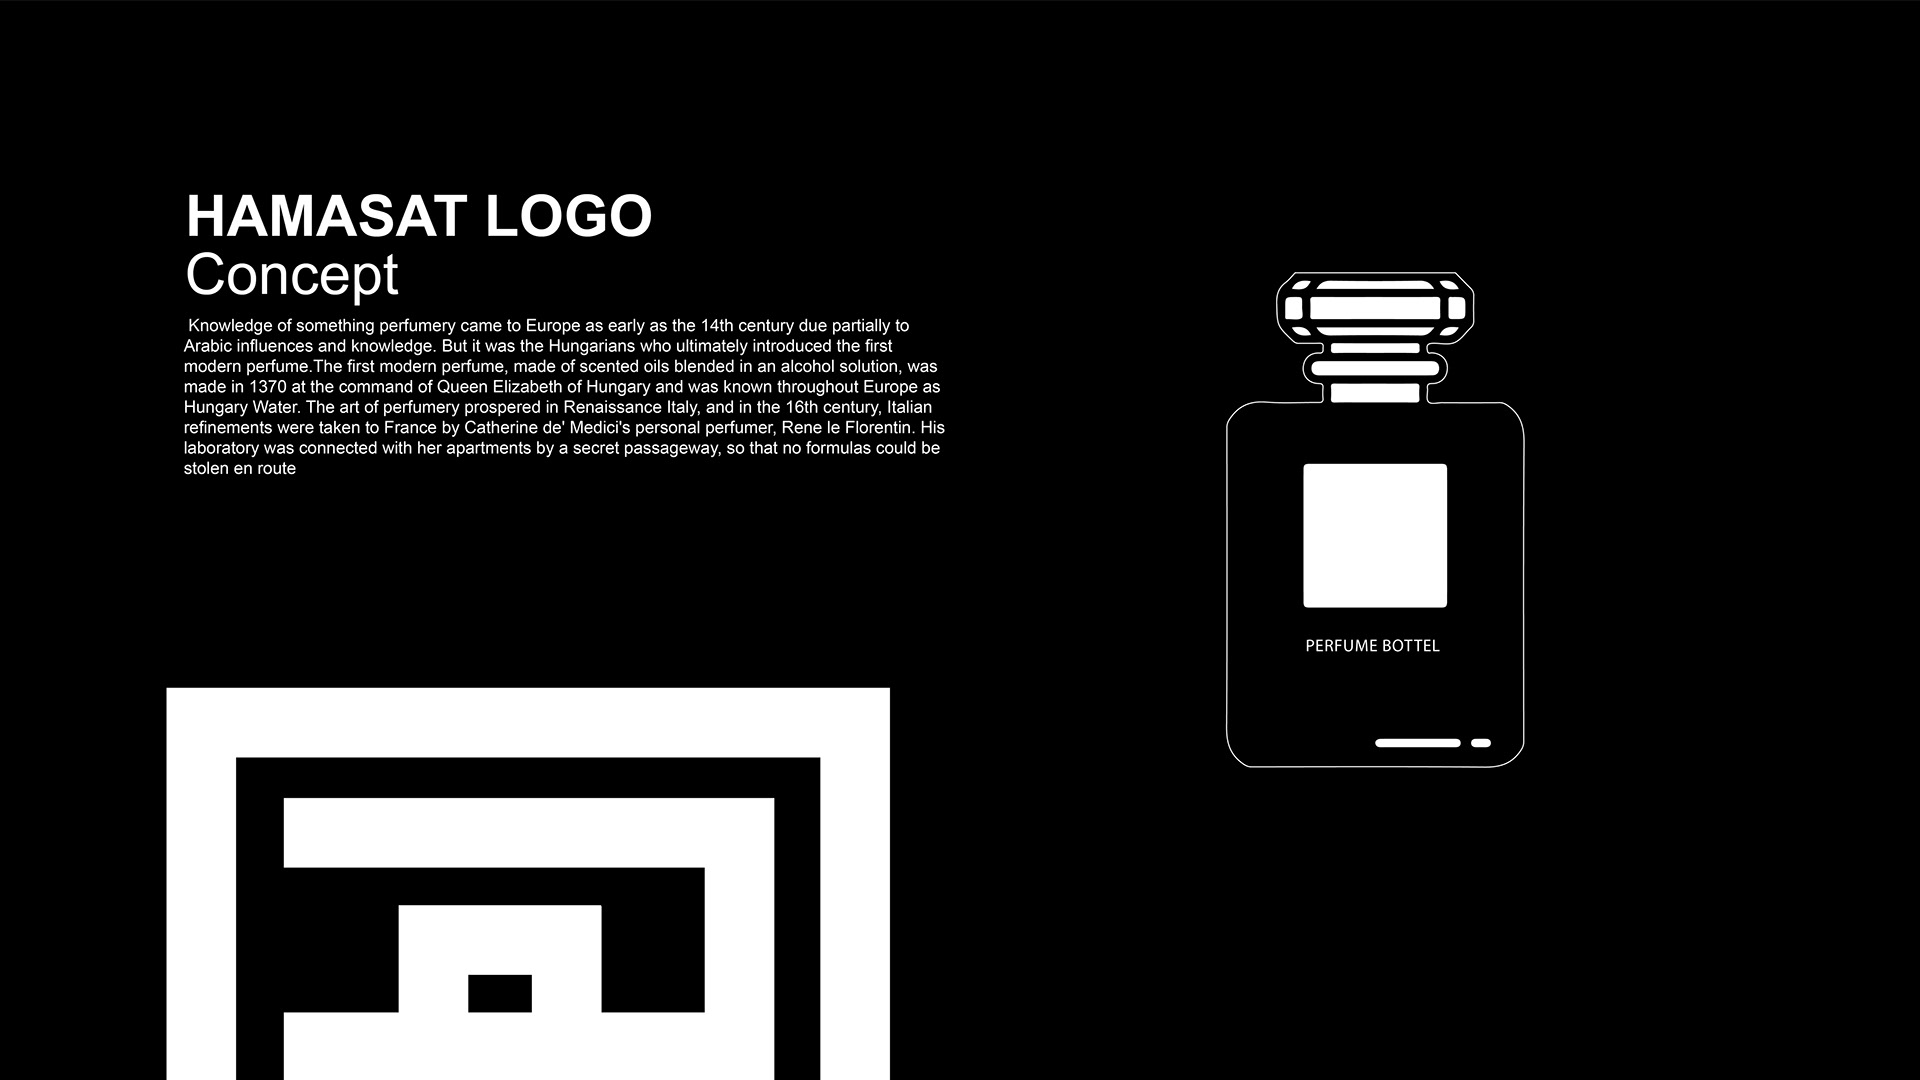 HAMASAT LOGO
Concept
Knowledge of something perfumery came to Europe as early as the 14th century due partially to
Arabic influences and knowledge. But it was the Hungarians who ultimately introduced the first
modern perfume.The first modern perfume, made of scented oils blended in an alcohol solution, was
made in 1370 at the command of Queen Elizabeth of Hungary and was known throughout Europe as
Hungary Water. The art of perfumery prospered in Renaissance Italy, and in the 16th century, Italian
refinements were taken to France by Catherine de' Medici's personal perfumer, Rene le Florentin. His
laboratory was connected with her apartments by a secret passageway, so that no formulas could be
stolen en route
PERFUME BOTTEL